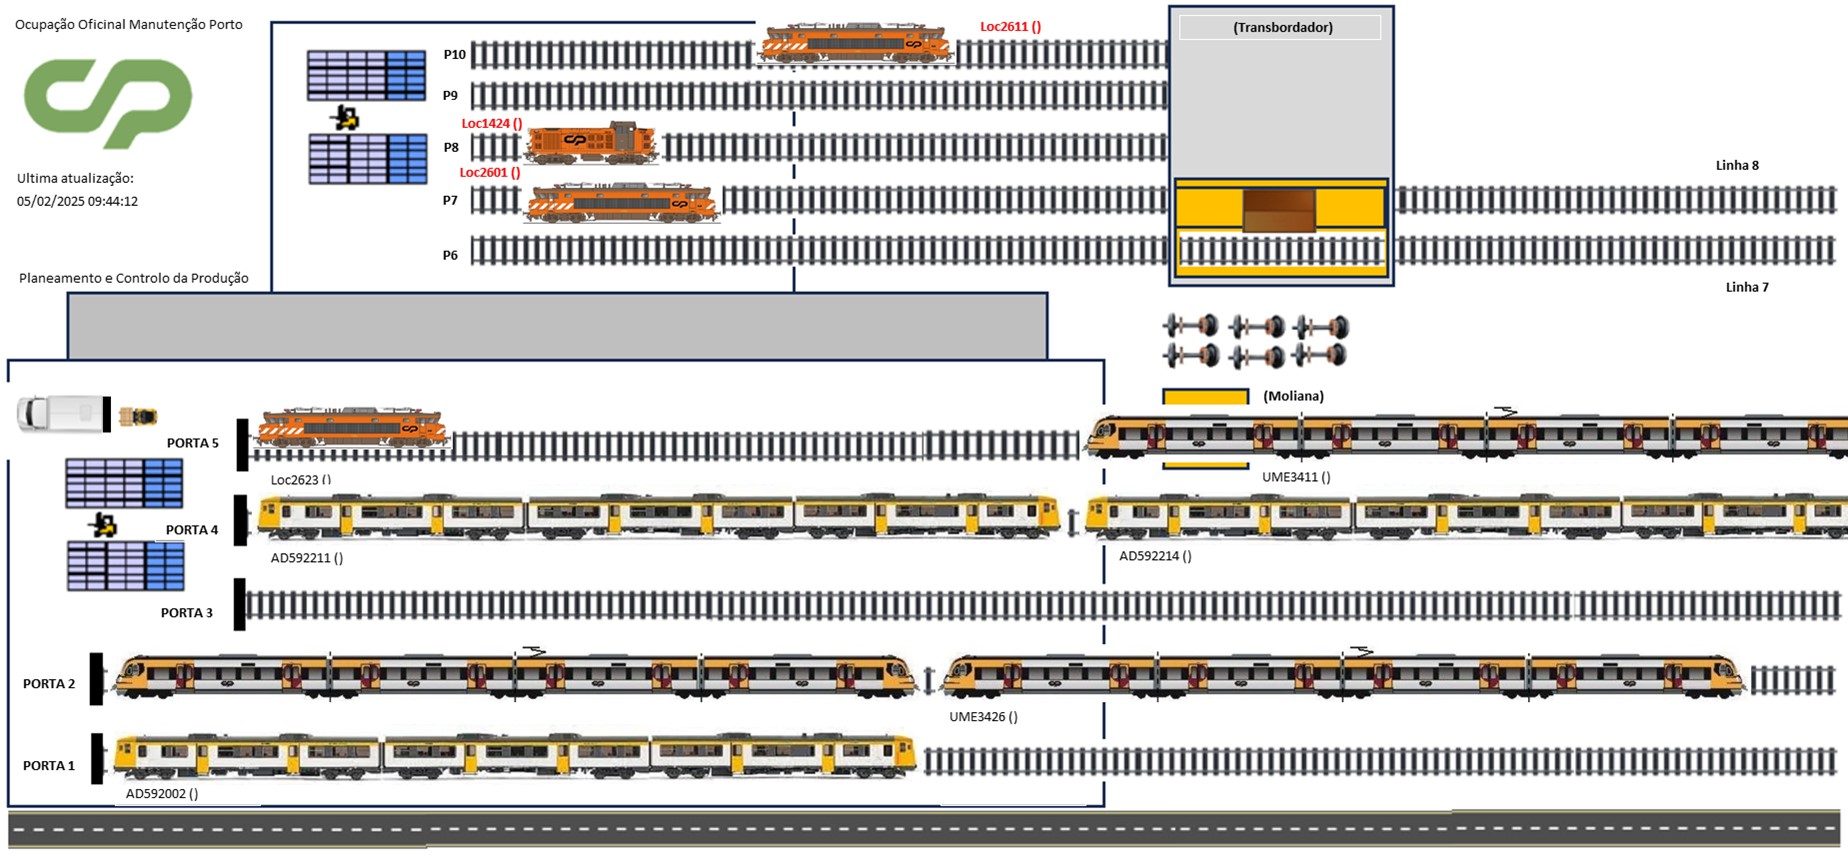 Ocupação Oficinal Manutenção Porto
CP
Ultima atualização:
05/02/2025 09:44:12
Planeamento e Controlo da Produção
Loc2611 ()
P10
P9
Loc1424 ()
P8
Loc2601 ()
P7
P6
(Transbordador)
Linha 8
Linha 7
(Moliana)
PORTA 5
Loc2623 ()
UME3411 ()
PORTA 4
AD592211 ()
AD592214 ()
PORTA 3
PORTA 2
UME3426 ()
PORTA 1
AD592002 ()